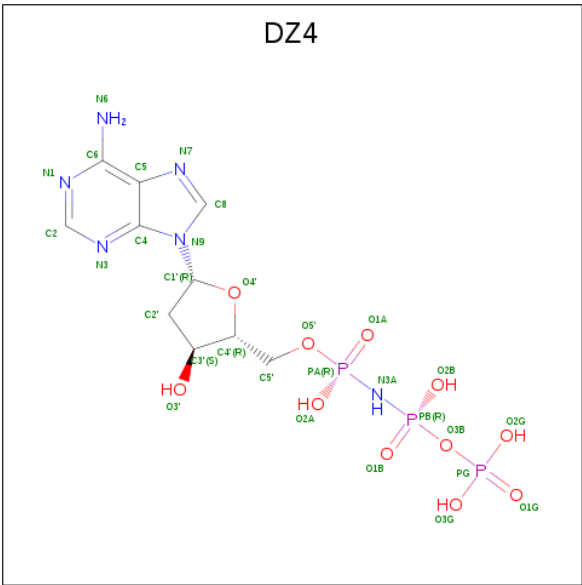 DZ4
N6
NH₂
C6
C5
N7
N
N1
N
C8
C2
N
N3
C4
N
N9
C1'(R)
O4'
O
C2'
O1A
O
O5'
O
C3'(S)
C4'(R)
C5'
HO
O3'
P
PA(R)
HO
O2A
N3A
N
H
O2B
OH
P
PB(R)
O3B
O
O
O1B
O2G
OH
P
PG
HO
O3G
O
O1G